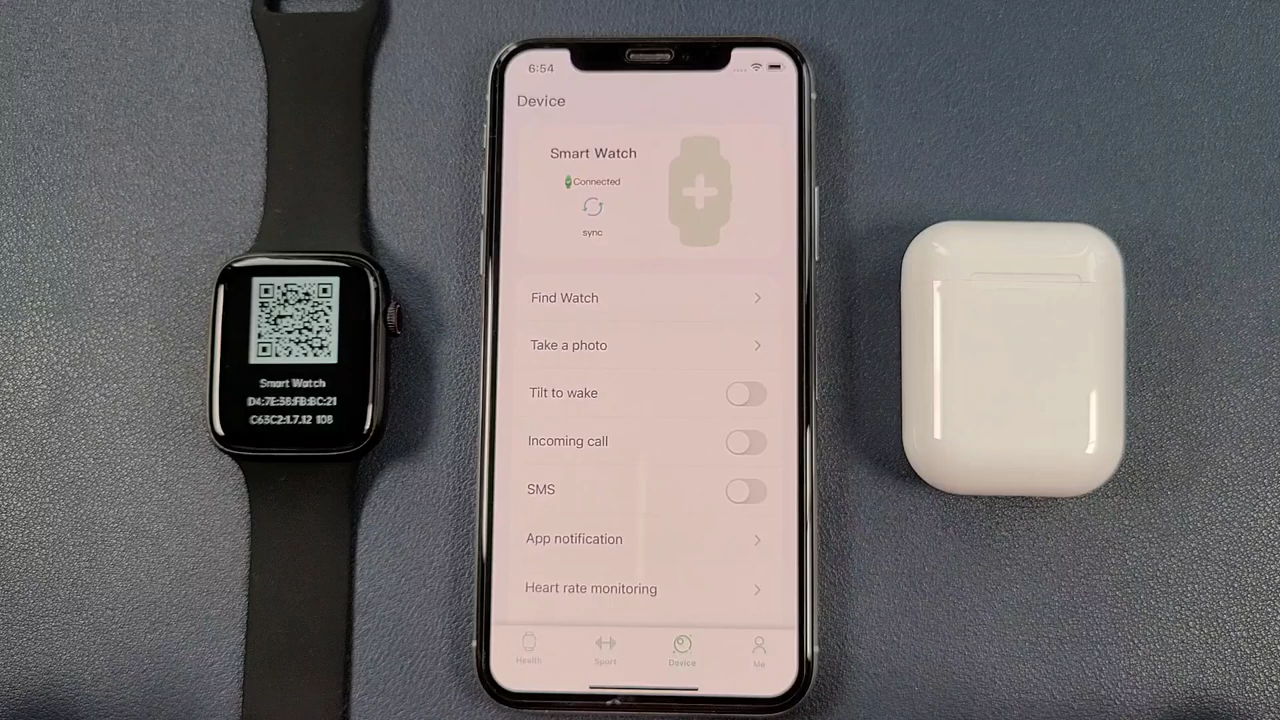 Smart Watch
D4:7E:3B:FB:BC:21
C63C2:1.7.12 108
6:54
Device
Smart Watch
Connected
sync
Find Watch
Take a photo
Tilt to wake
Incoming call
SMS
App notification
Heart rate monitoring
Health
Sport
Device
Me